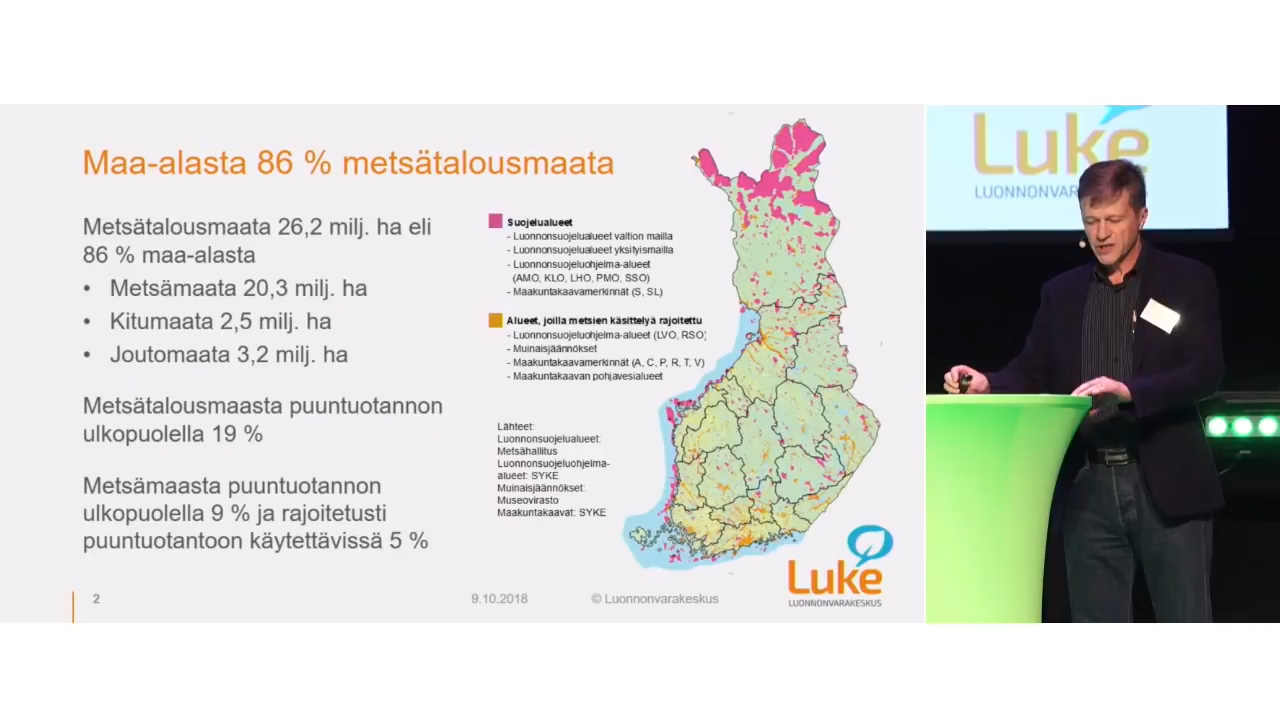 Maa-alasta 86 % metsätalousmaata
Metsätalousmaata 26,2 milj. ha eli
86 % maa-alasta
• Metsämaata 20,3 milj. ha
• Kitumaata 2,5 milj. ha
• Joutomaata 3,2 milj. ha
Metsätalousmaasta puuntuotannon
ulkopuolella 19 %
Metsämaasta puuntuotannon
ulkopuolella 9 % ja rajoitetusti
puuntuotantoon käytettävissä 5 %
Suojelualueet
- Luonnonsuojelualueet valtion mailla
- Luonnonsuojelualueet yksityismailla
- Luonnonsuojeluohjelma-alueet
(AMO, KLO, LHO, PMO, SSO)
- Maakuntakaavamerkinnät (S, SL)
Alueet, joilla metsien käsittelyä rajoitettu
- Luonnonsuojeluohjelma-alueet (LVO, RSO)
- Muinaisjäännökset
- Maakuntakaavamerkinnät (A, C, P, R, T, V)
- Maakuntakaavan pohjavesialueet
Lähteet:
Luonnonsuojelualueet:
Metsähallitus
Luonnonsuojeluohjelma-
alueet: SYKE
Muinaisjäännökset:
Museovirasto
Maakuntakaavat: SYKE
Luke
LUONNONVARAKESKUS
2
9.10.2018
© Luonnonvarakeskus
Luke
LUONNONVAR